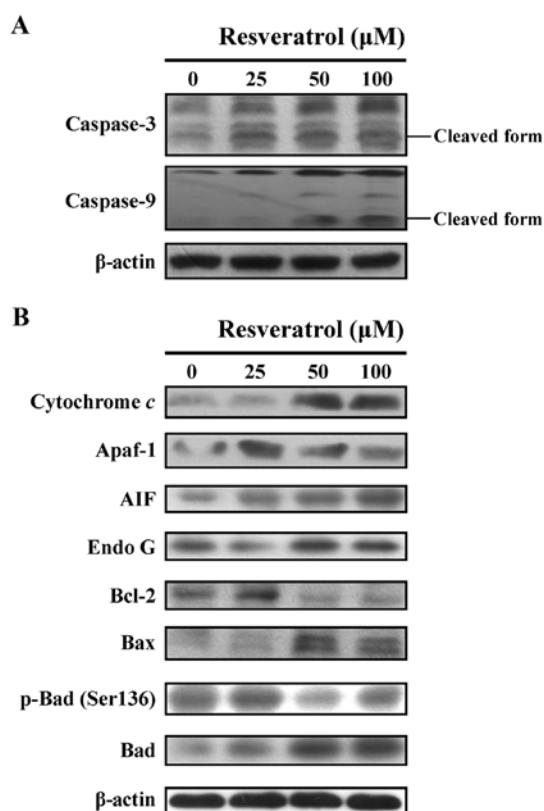 A
Resveratrol (μM)
0 25 50 100
Caspase-3
Cleaved form
Caspase-9
Cleaved form
β-actin
B
Resveratrol (μM)
0 25 50 100
Cytochrome c
Apaf-1
AIF
Endo G
Bcl-2
Bax
p-Bad (Ser136)
Bad
β-actin